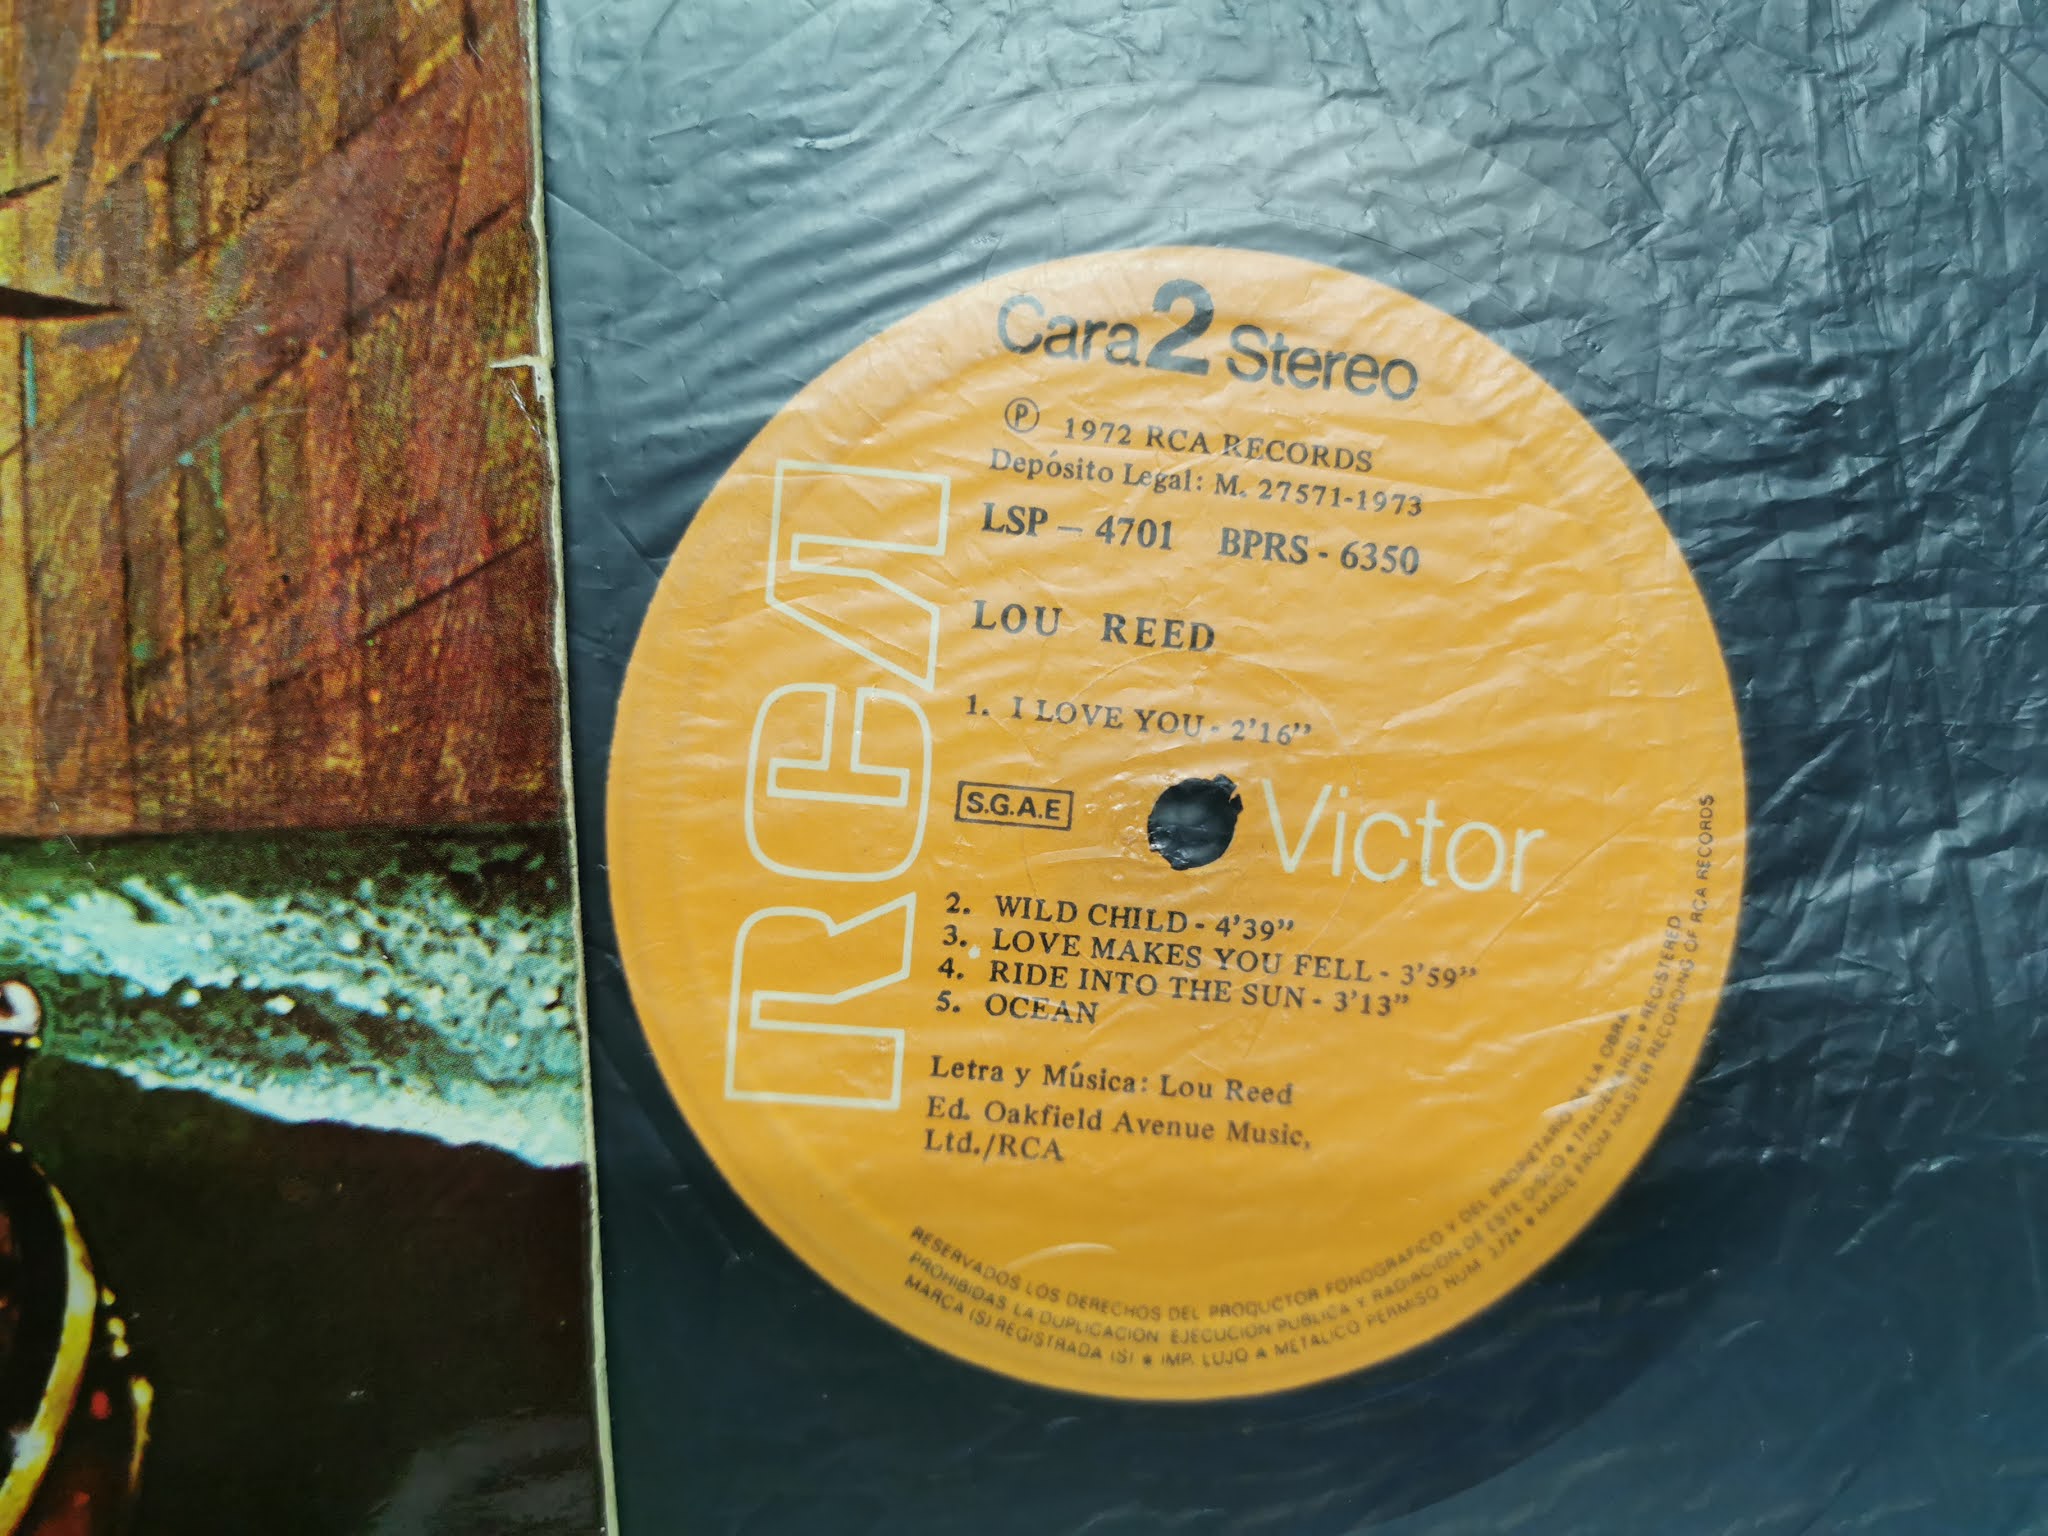 Cara 2 Stereo
Ⓟ 1972 RCA RECORDS
Depósito Legal: M. 27571-1973
LSP – 4701 BPRS - 6350
LOU REED
1. I LOVE YOU - 2'16"
S.G.A.E
RCA
Victor
2. WILD CHILD - 4'39"
3. LOVE MAKES YOU FELL - 3'59"
4. RIDE INTO THE SUN - 3'13"
5. OCEAN
Letra y Música: Lou Reed
Ed. Oakfield Avenue Music,
Ltd./RCA
RESERVADOS LOS DERECHOS DEL PRODUCTOR FONOGRAFICO Y DEL PROPIETARIO DE LA OBRA • REGISTERED
PROHIBIDAS LA DUPLICACION EJECUCION PUBLICA Y RADIACION DE ESTE DISCO • TRADEMARK(S) •
MARCA (S) REGISTRADA (S) • IMP. LUJO A METALICO PERMISO NUM. 2,724 • MADE FROM MASTER RECORDING OF RCA RECORDS